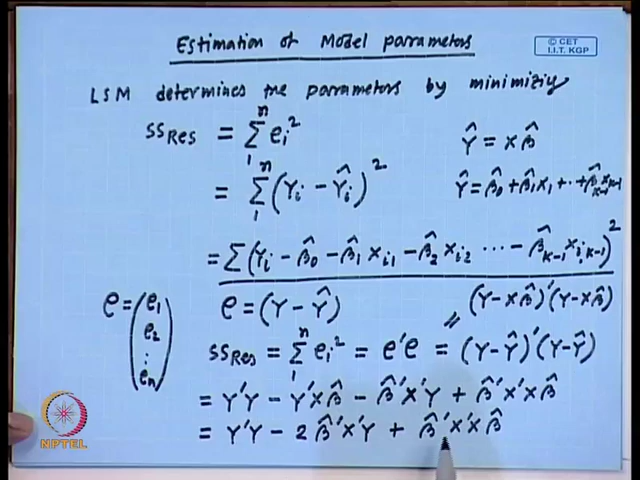 Estimation of Model parameters
© CET
I.I.T. KGP
LSM determines the parameters by minimiziy
SS_Res = Σ_1^n e_i^2
Ŷ = Xβ̂
= Σ_1^n (Y_i - Ŷ_i)^2
Ŷ = β̂_0 + β̂_1 X_1 + ·· + β̂_{k-1} X_{k-1}
= Σ (Y_i - β̂_0 - β̂_1 X_{i1} - β̂_2 X_{i2} ··· - β̂_{k-1} X_{i,k-1})^2
e = (e_1 e_2 : e_n)
e = (Y - Ŷ)
(Y - Xβ̂)'(Y - Xβ̂)
SS_Res = Σ_1^n e_i^2 = e'e = (Y - Ŷ)'(Y - Ŷ)
= Y'Y - Y'Xβ̂ - β̂'X'Y + β̂'X'Xβ̂
= Y'Y - 2 β̂'X'Y + β̂'X'Xβ̂
NPTEL